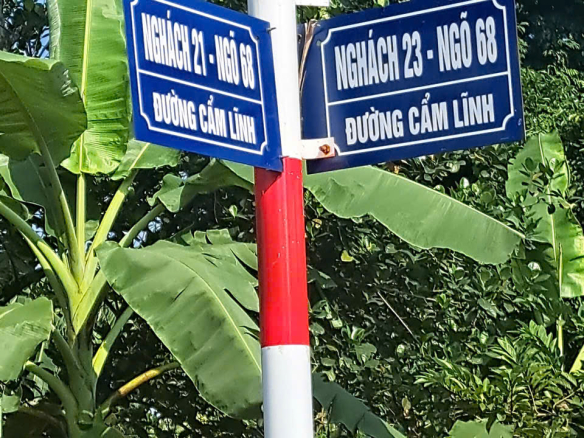 NGHÁCH 21 - NGÕ 68
ĐƯỜNG CẨM LĨNH
NGHÁCH 23 - NGÕ 68
ĐƯỜNG CẨM LĨNH